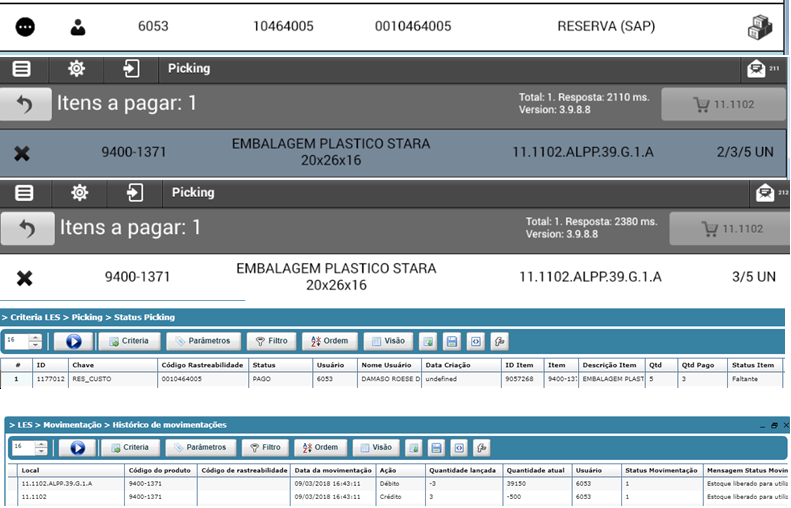 6053 10464005 0010464005 RESERVA (SAP)
Picking 211
Itens a pagar: 1 Total: 1. Resposta: 2110 ms. 11.1102
Version: 3.9.8.8
9400-1371 EMBALAGEM PLASTICO STARA 11.1102.ALPP.39.G.1.A 2/3/5 UN
20x26x16
Picking 212
Itens a pagar: 1 Total: 1. Resposta: 2380 ms. 11.1102
Version: 3.9.8.8
9400-1371 EMBALAGEM PLASTICO STARA 11.1102.ALPP.39.G.1.A 3/5 UN
20x26x16
> Criteria LES > Picking > Status Picking
16 Criteria Parâmetros Filtro Ordem Visão
# ID Chave Código Rastreabilidade Status Usuário Nome Usuário Data Criação ID Item Item Descrição Item Qtd Qtd Pago Status Item
1 1177012 RES_CUSTO 0010464005 PAGO 6053 DAMASO ROESE D undefined 9057268 9400-137 EMBALAGEM PLAST 5 3 Faltante
> LES > Movimentação > Histórico de movimentações
16 Criteria Parâmetros Filtro Ordem Visão
Local Código do produto Código de rastreabilidade Data da movimentação Ação Quantidade lançada Quantidade atual Usuário Status Movimentação Mensagem Status Movin
11.1102.ALPP.39.G.1.A 9400-1371 09/03/2018 16:43:11 Débito -3 39150 6053 1 Estoque liberado para utiliz
11.1102 9400-1371 09/03/2018 16:43:11 Crédito 3 -500 6053 1 Estoque liberado para utiliz